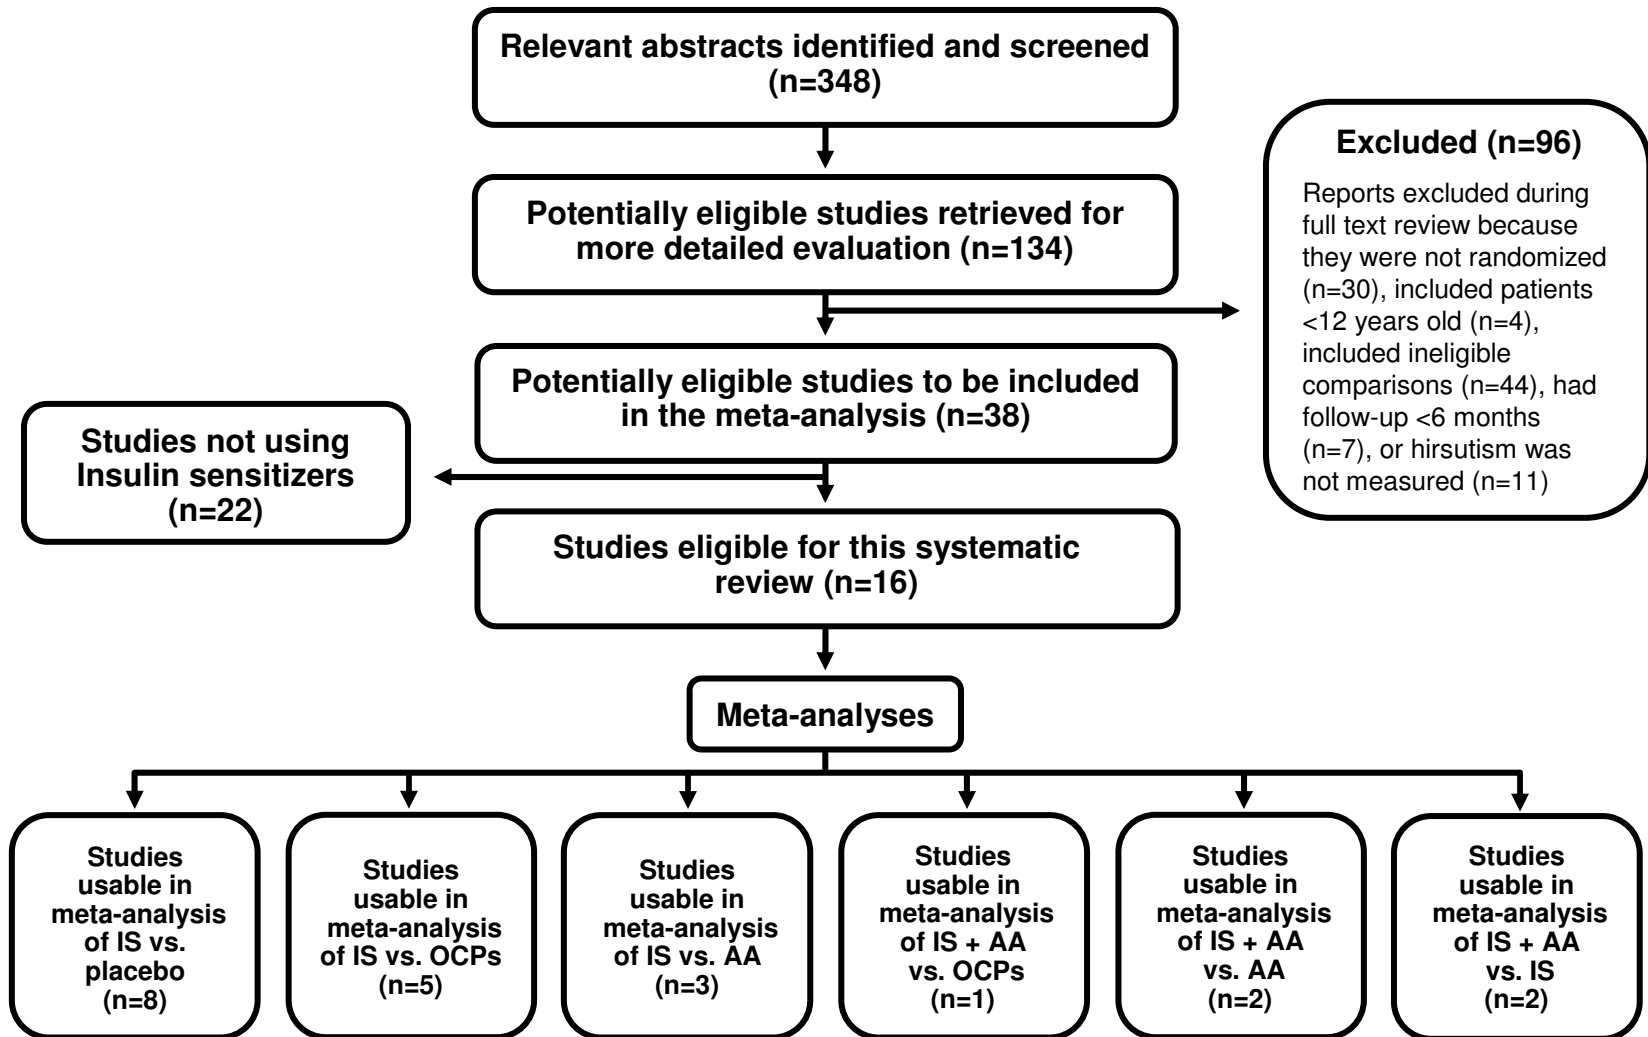 Relevant abstracts identified and screened
(n=348)
Potentially eligible studies retrieved for
more detailed evaluation (n=134)
Excluded (n=96)
Reports excluded during
full text review because
they were not randomized
(n=30), included patients
<12 years old (n=4),
included ineligible
comparisons (n=44), had
follow-up <6 months
(n=7), or hirsutism was
not measured (n=11)
Potentially eligible studies to be included
in the meta-analysis (n=38)
Studies not using
Insulin sensitizers
(n=22)
Studies eligible for this systematic
review (n=16)
Meta-analyses
Studies
usable in
meta-analysis
of IS vs.
placebo
(n=8)
Studies
usable in
meta-analysis
of IS vs. OCPs
(n=5)
Studies
usable in
meta-analysis
of IS vs. AA
(n=3)
Studies
usable in
meta-analysis
of IS + AA
vs. OCPs
(n=1)
Studies
usable in
meta-analysis
of IS + AA
vs. AA
(n=2)
Studies
usable in
meta-analysis
of IS + AA
vs. IS
(n=2)